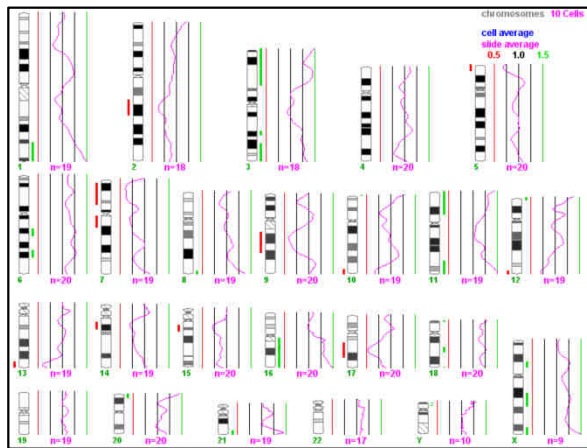 chromosomes 10 Cells
cell average
slide average
0.5 1.0 1.5
1 n=19
2 n=18
3 n=18
4 n=20
5 n=20
6 n=20
7 n=19
8 n=19
9 n=20
10 n=19
11 n=19
12 n=19
13 n=19
14 n=19
15 n=20
16 n=20
17 n=20
18 n=20
19 n=19
20 n=20
21 n=19
22 n=17
Y n=10
X n=9